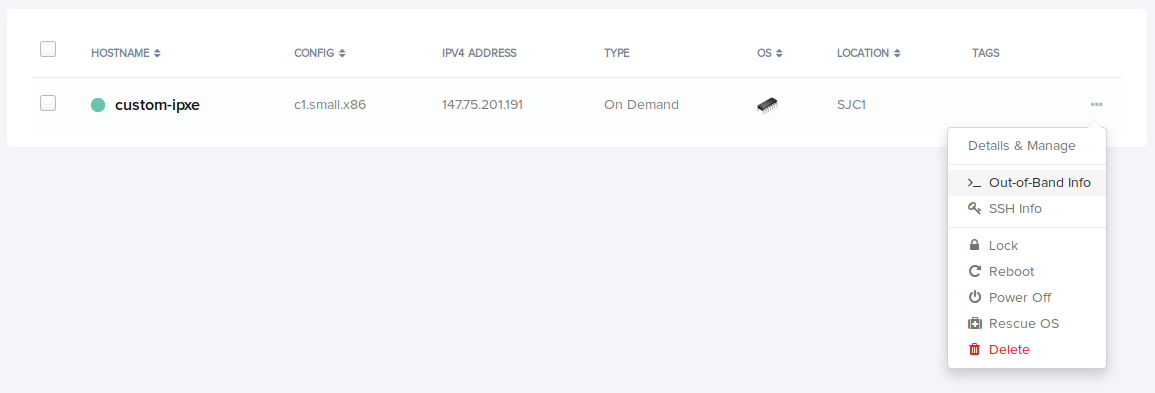 HOSTNAME CONFIG IPV4 ADDRESS TYPE OS LOCATION TAGS
custom-ipxe c1.small.x86 147.75.201.191 On Demand SJC1
Details & Manage
Out-of-Band Info
SSH Info
Lock
Reboot
Power Off
Rescue OS
Delete